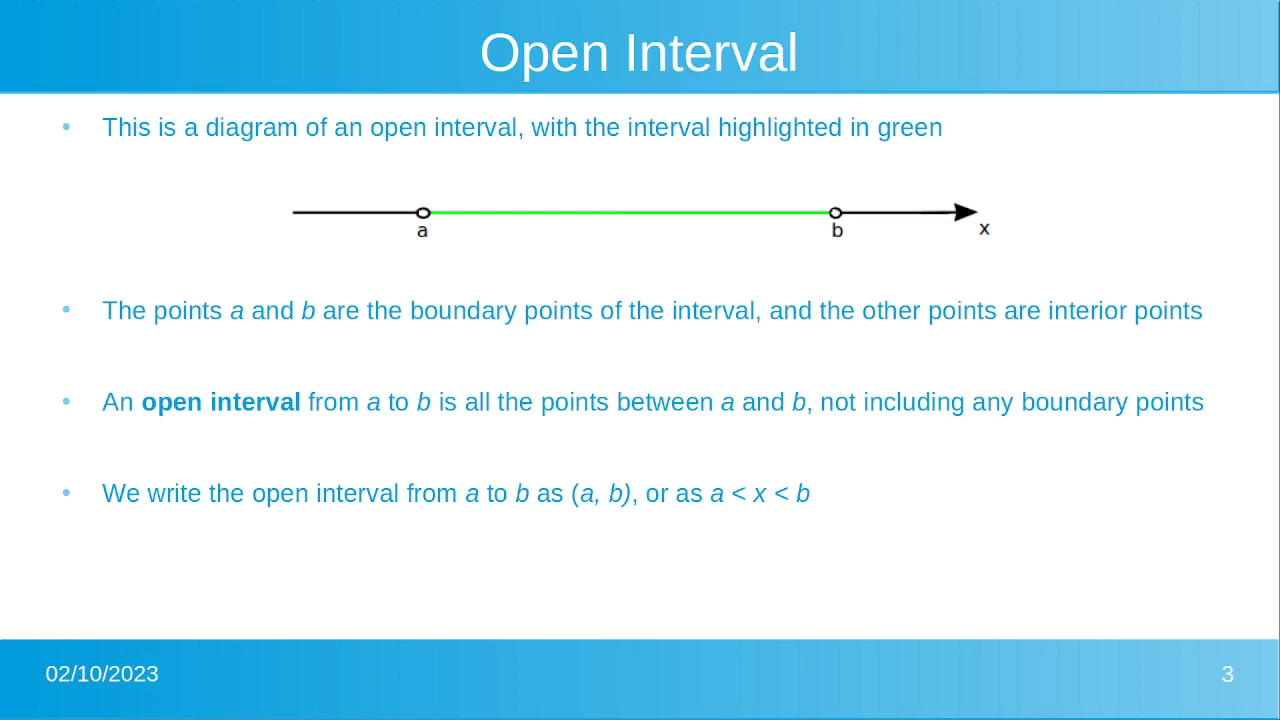 Open Interval
• This is a diagram of an open interval, with the interval highlighted in green
a b x
• The points a and b are the boundary points of the interval, and the other points are interior points
• An open interval from a to b is all the points between a and b, not including any boundary points
• We write the open interval from a to b as (a, b), or as a < x < b
02/10/2023 3